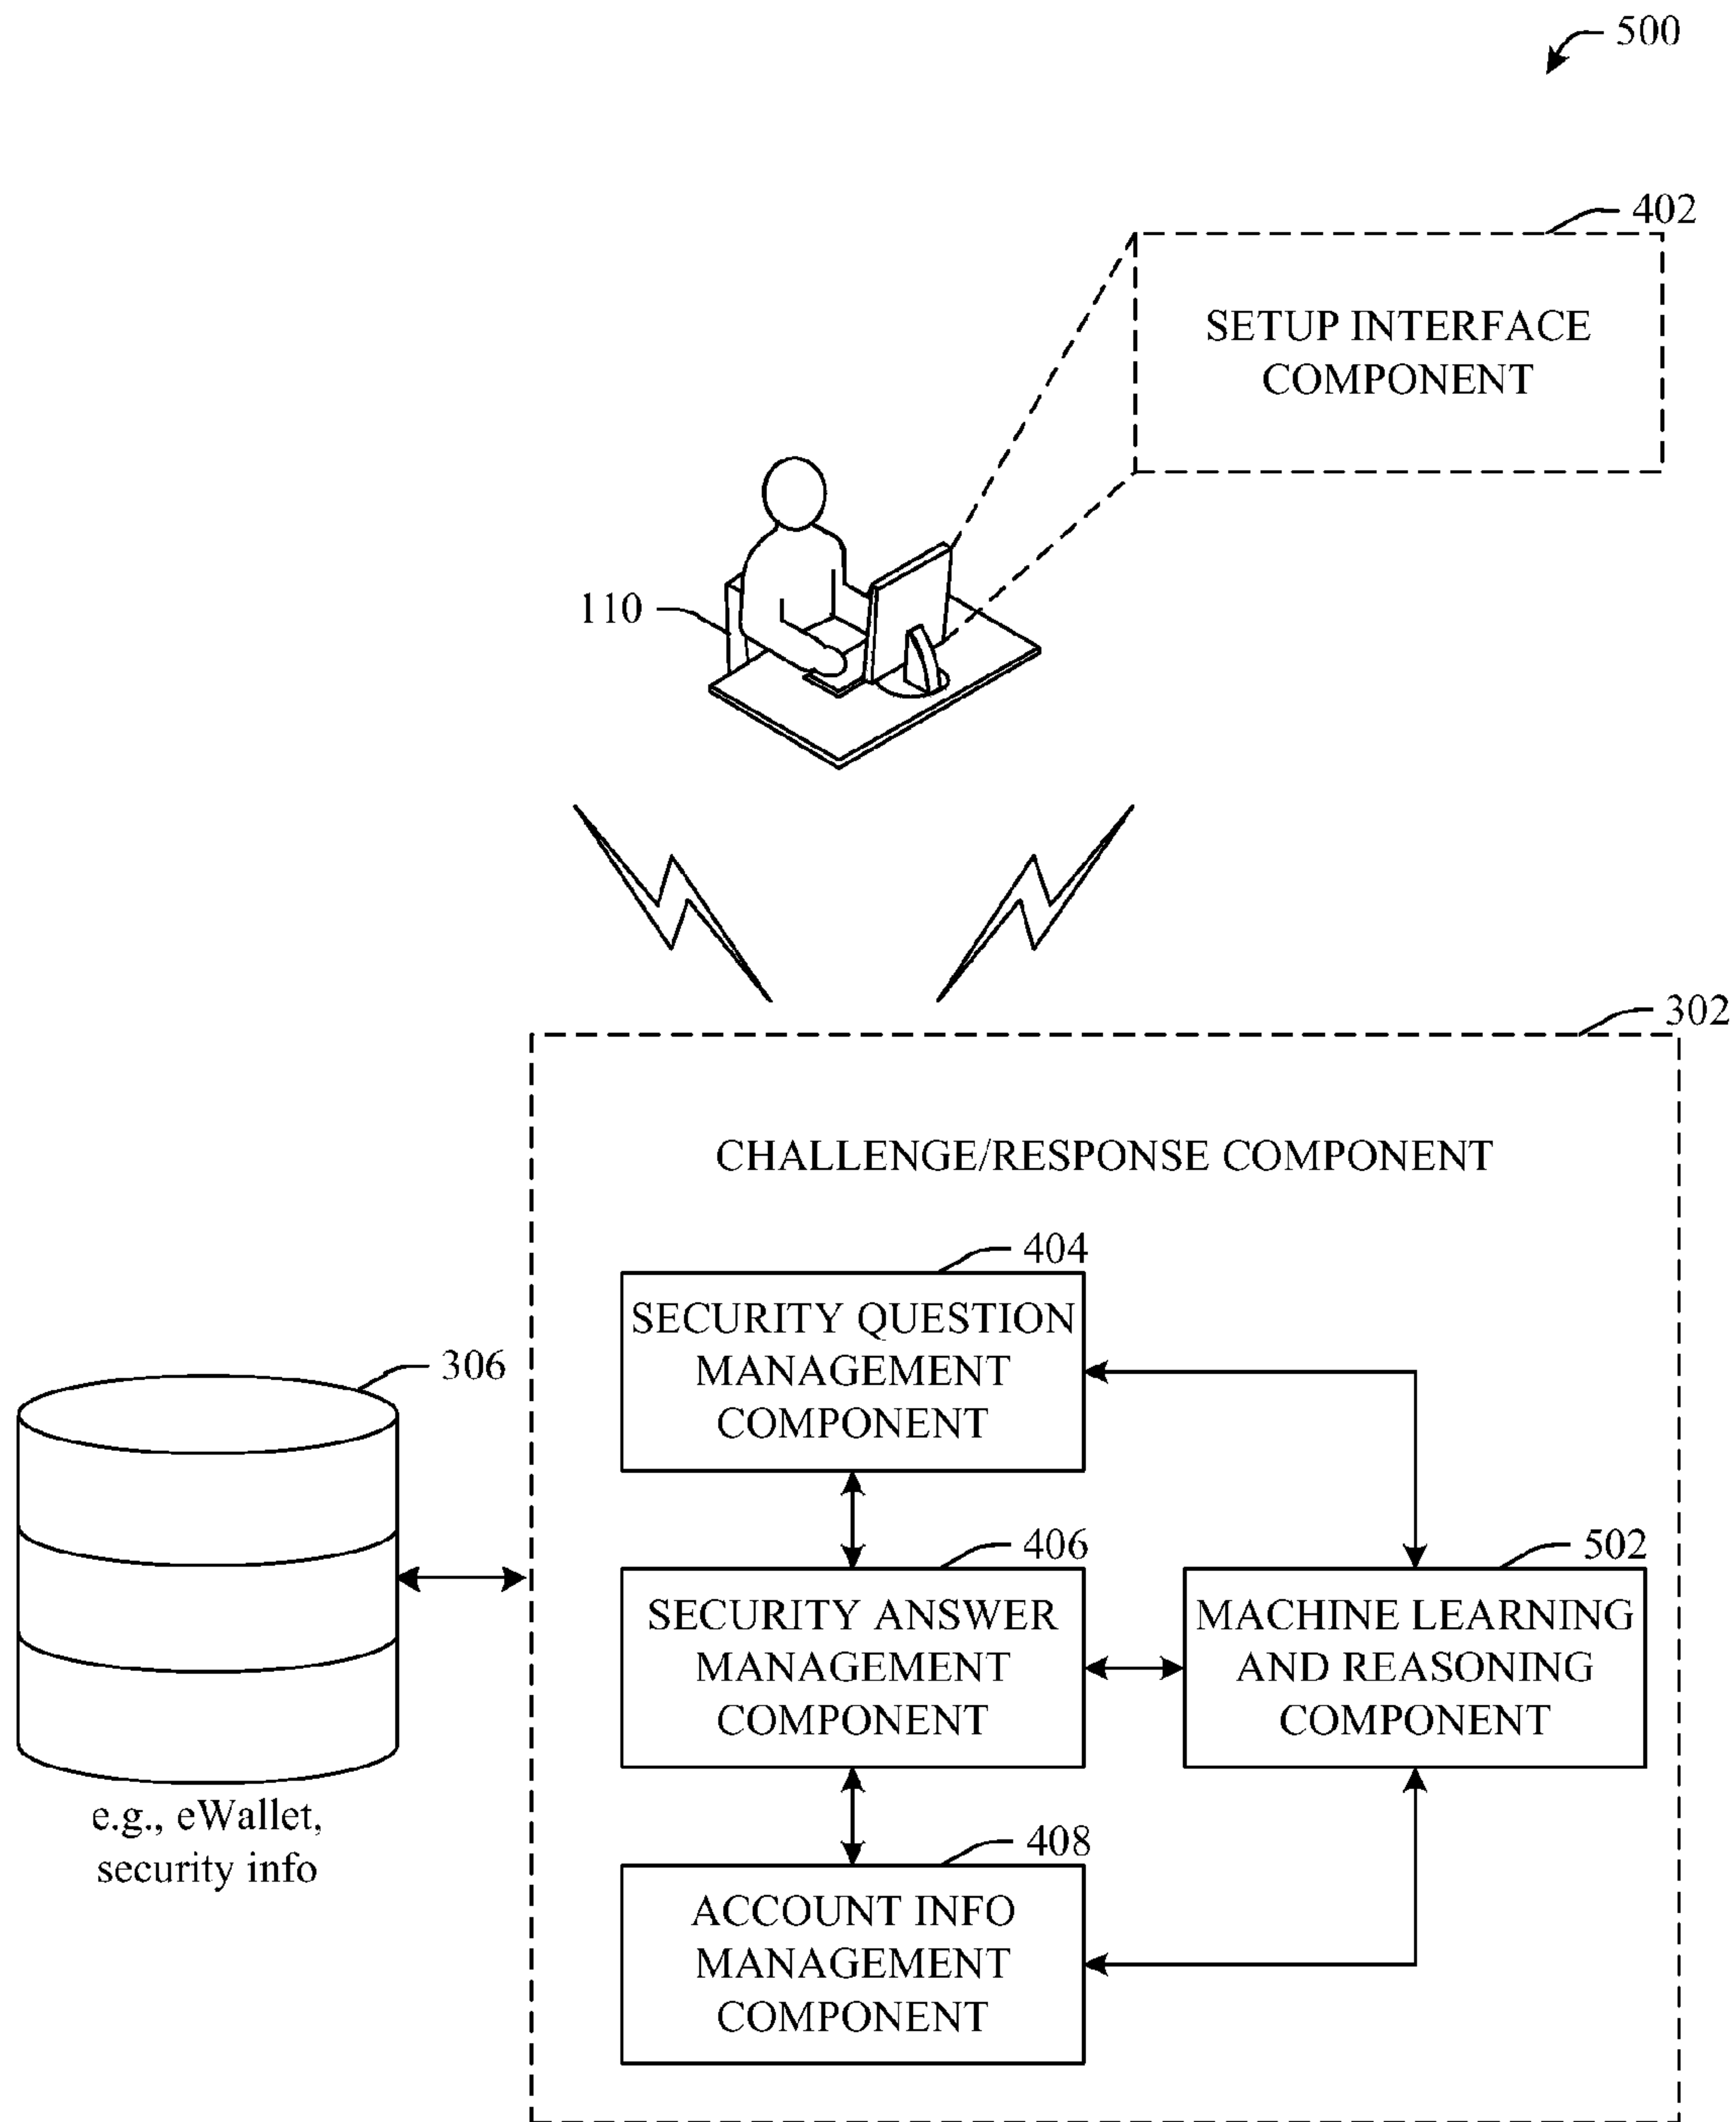 500
402
SETUP INTERFACE
COMPONENT
110
302
CHALLENGE/RESPONSE COMPONENT
404
SECURITY QUESTION
MANAGEMENT
COMPONENT
306
e.g., eWallet,
security info
406
SECURITY ANSWER
MANAGEMENT
COMPONENT
502
MACHINE LEARNING
AND REASONING
COMPONENT
408
ACCOUNT INFO
MANAGEMENT
COMPONENT